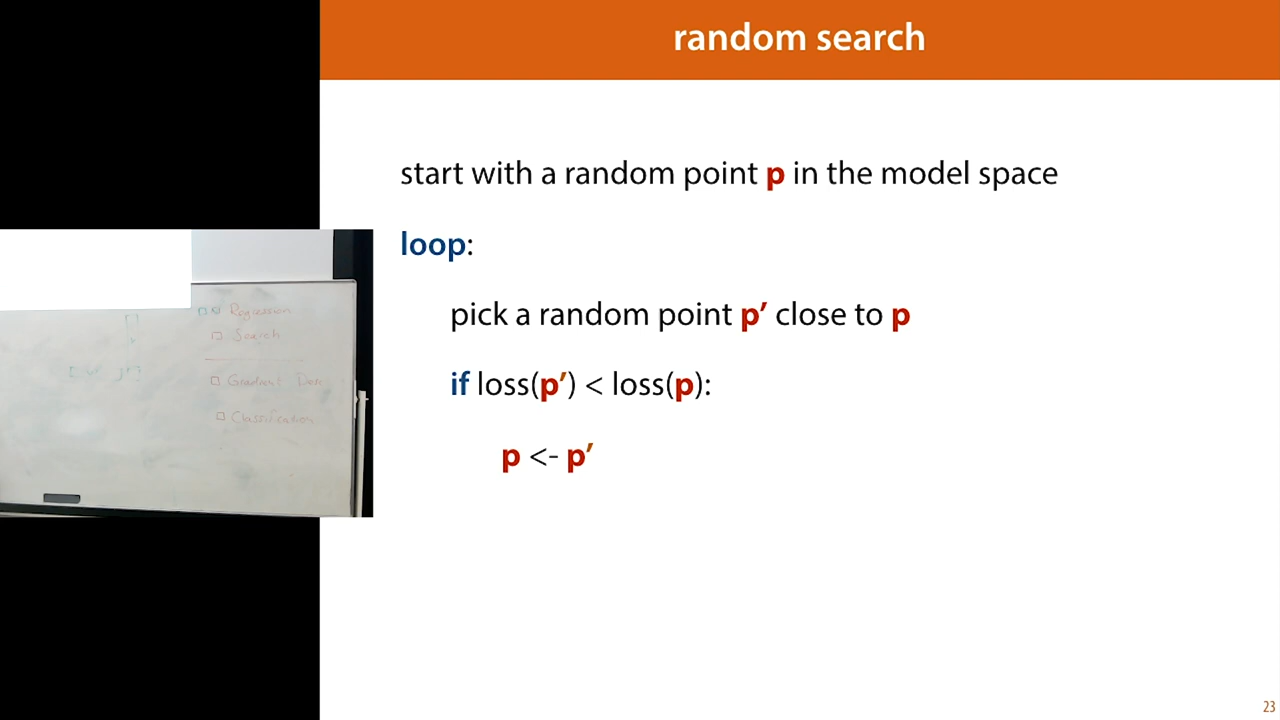 random search
start with a random point p in the model space
loop:
pick a random point p′ close to p
if loss(p′) < loss(p):
p <- p′
Regression
Search
Gradient
Classification
23